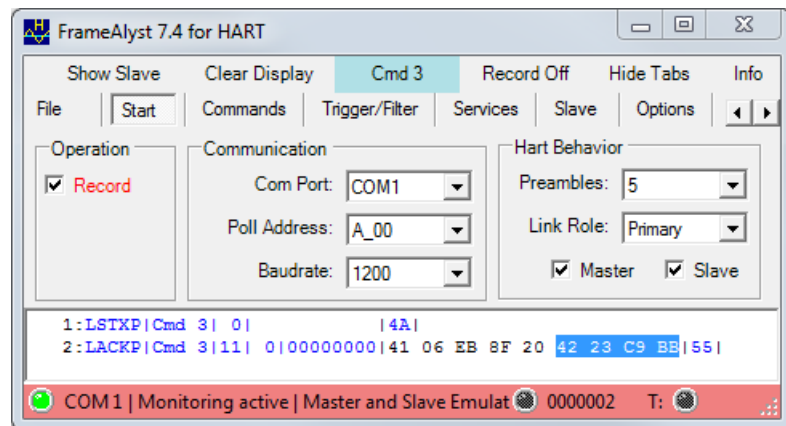 FrameAlyst 7.4 for HART
Show Slave Clear Display Cmd 3 Record Off Hide Tabs Info
File Start Commands Trigger/Filter Services Slave Options
Operation
Record
Communication
Com Port: COM1
Poll Address: A_00
Baudrate: 1200
Hart Behavior
Preambles: 5
Link Role: Primary
Master Slave
1:LSTXP|Cmd 3| 0| |4A|
2:LACKP|Cmd 3|11| 0|00000000|41 06 EB 8F 20 42 23 C9 BB|55|
COM1 | Monitoring active | Master and Slave Emulat 0000002 T: